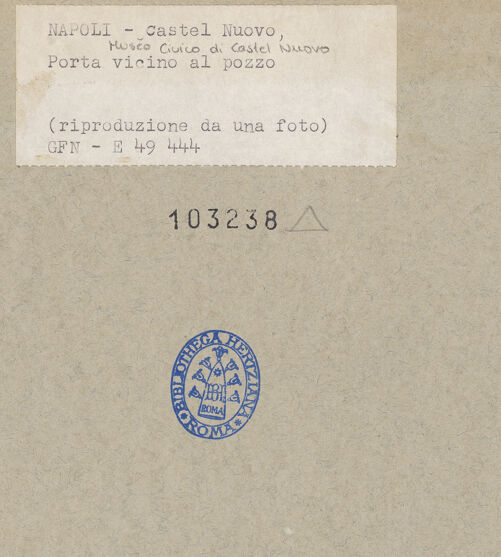 NAPOLI - Castel Nuovo,
Museo Civico di Castel Nuovo
Porta vicino al pozzo
(riproduzione da una foto)
GFN - E 49 444
103238
BIBLIOTHECA HERTZIANA
ROMA
ROMA